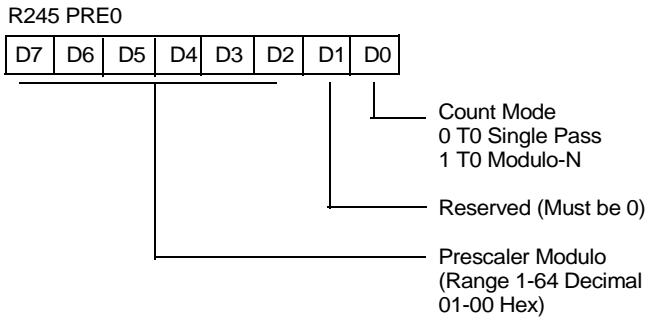 R245 PRE0
D7 D6 D5 D4 D3 D2 D1 D0
Count Mode
0 T0 Single Pass
1 T0 Modulo-N
Reserved (Must be 0)
Prescaler Modulo
(Range 1-64 Decimal
01-00 Hex)